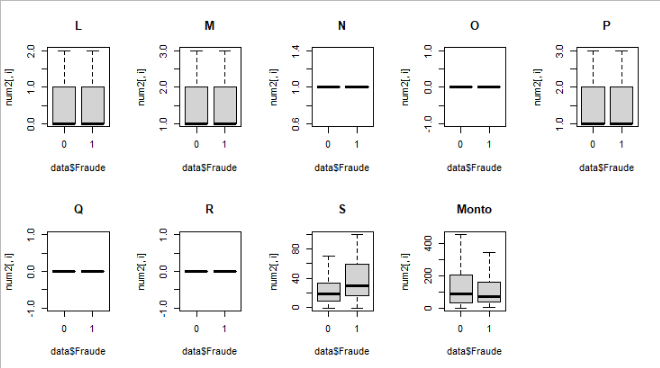 L
M
N
O
P
num2[, i]
0.0
1.0
2.0
0
1
data$Fraude
num2[, i]
1.0
2.0
3.0
0
1
data$Fraude
num2[, i]
0.6
1.0
1.4
0
1
data$Fraude
num2[, i]
-1.0
0.0
1.0
0
1
data$Fraude
num2[, i]
1.0
2.0
3.0
0
1
data$Fraude
Q
R
S
Monto
num2[, i]
-1.0
0.0
1.0
0
1
data$Fraude
num2[, i]
-1.0
0.0
1.0
0
1
data$Fraude
num2[, i]
0
40
80
0
1
data$Fraude
num2[, i]
0
200
400
0
1
data$Fraude